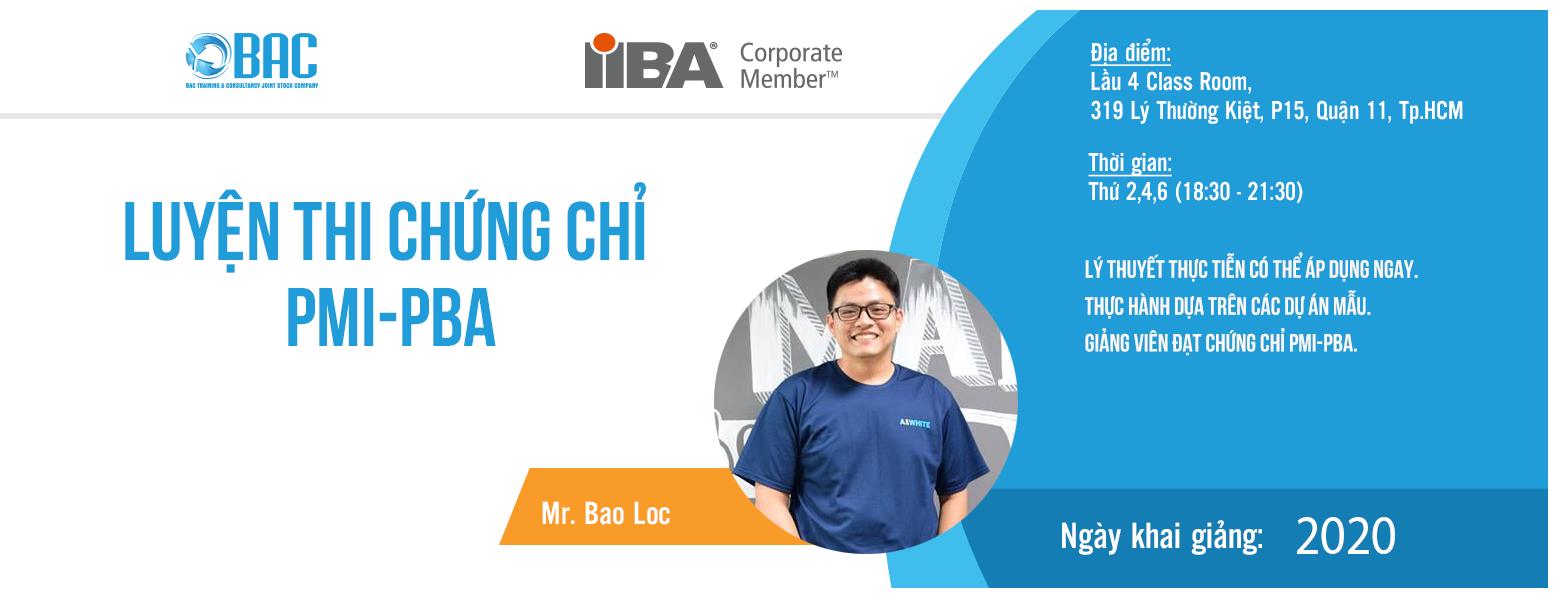 BAC
BAC TRAINING & CONSULTANCY JOINT STOCK COMPANY
iiBA® Corporate
Member™
LUYỆN THI CHỨNG CHỈ
PMI-PBA
Mr. Bao Loc
A&WHITE
Địa điểm:
Lầu 4 Class Room,
319 Lý Thường Kiệt, P15, Quận 11, Tp.HCM
Thời gian:
Thứ 2,4,6 (18:30 - 21:30)
LÝ THUYẾT THỰC TIỄN CÓ THỂ ÁP DỤNG NGAY.
THỰC HÀNH DỰA TRÊN CÁC DỰ ÁN MẪU.
GIẢNG VIÊN ĐẠT CHỨNG CHỈ PMI-PBA.
Ngày khai giảng: 2020